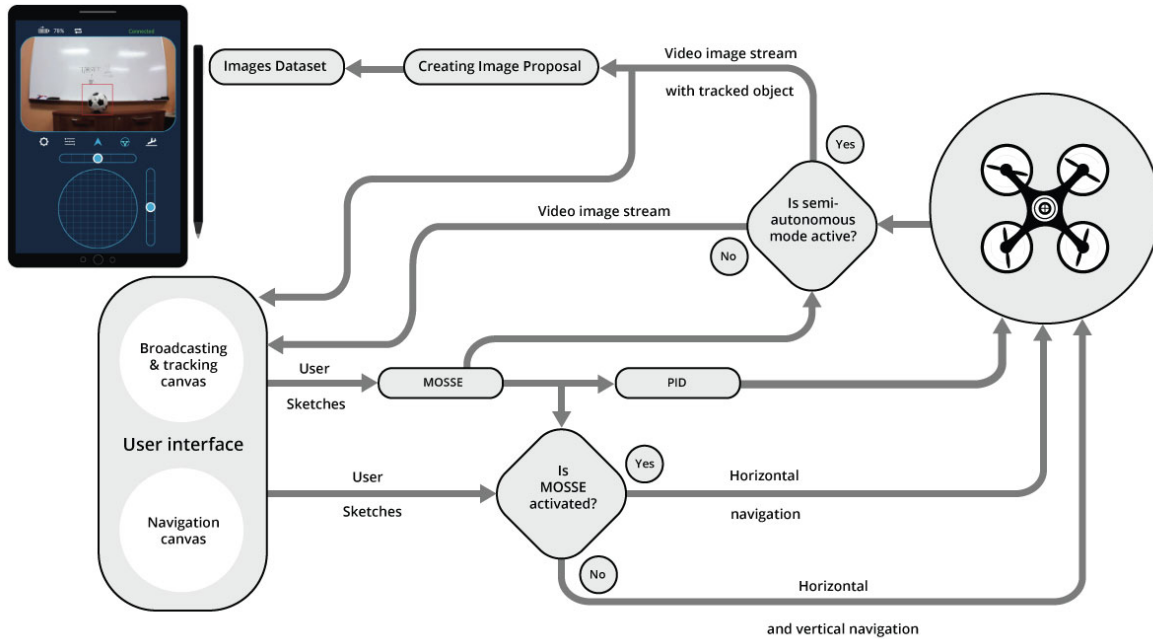 78%
Connected
Images Dataset
Creating Image Proposal
Video image stream
with tracked object
Yes
Is semi-
autonomous
mode active?
No
Video image stream
Broadcasting
& tracking
canvas
User interface
Navigation
canvas
User
Sketches
MOSSE
PID
User
Sketches
Is
MOSSE
activated?
Yes
Horizontal
navigation
No
Horizontal
and vertical navigation